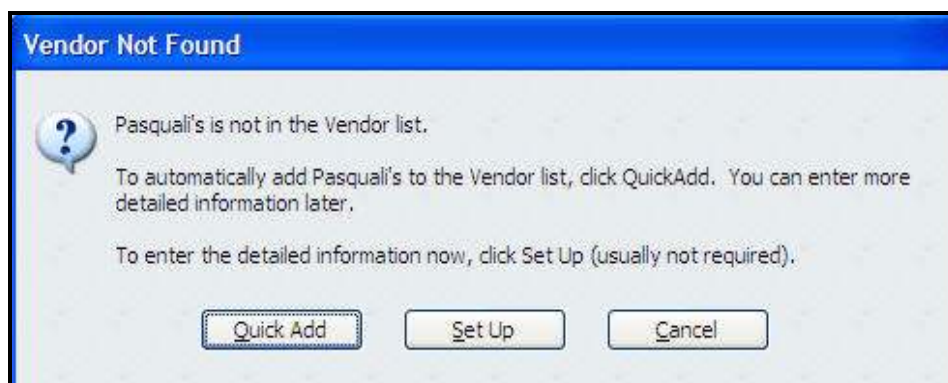 Vendor Not Found
Pasquali's is not in the Vendor list.
To automatically add Pasquali's to the Vendor list, click QuickAdd. You can enter more
detailed information later.
To enter the detailed information now, click Set Up (usually not required).
Quick Add Set Up Cancel